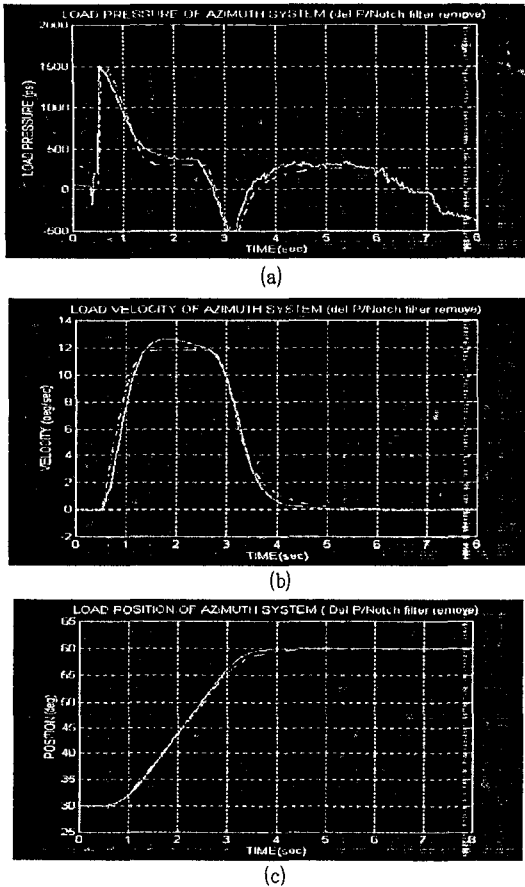 LOAD PRESSURE OF AZIMUTH SYSTEM (del P/Notch filter remove)
2000
1500
1000
500
0
-500
LOAD PRESSURE (psi)
0 1 2 3 4 5 6 7 8
TIME(sec)
(a)
LOAD VELOCITY OF AZIMUTH SYSTEM (del P/Notch filter remove)
14
12
10
8
6
4
2
0
-2
VELOCITY (deg/sec)
0 1 2 3 4 5 6 7 8
TIME(sec)
(b)
LOAD POSITION OF AZIMUTH SYSTEM ( Del P/Notch filter remove)
65
60
55
50
45
40
35
30
25
POSITION (deg)
0 1 2 3 4 5 6 7 8
TIME(sec)
(c)